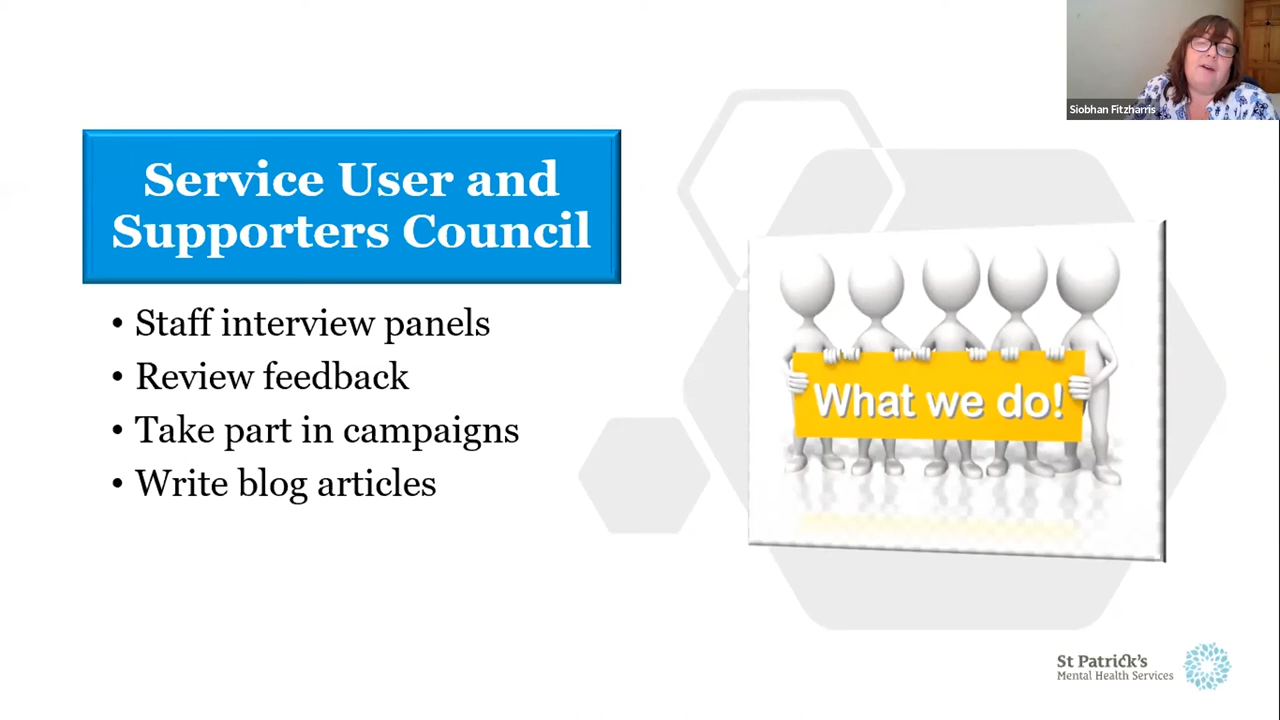 Siobhan Fitzharris
Service User and
Supporters Council
• Staff interview panels
• Review feedback
• Take part in campaigns
• Write blog articles
What we do!
St Patrick's
Mental Health Services